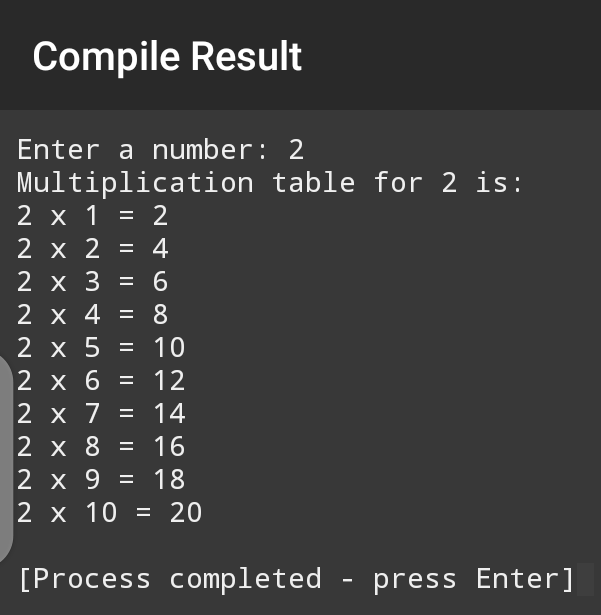 Compile Result
Enter a number: 2
Multiplication table for 2 is:
2 x 1 = 2
2 x 2 = 4
2 x 3 = 6
2 x 4 = 8
2 x 5 = 10
2 x 6 = 12
2 x 7 = 14
2 x 8 = 16
2 x 9 = 18
2 x 10 = 20
[Process completed - press Enter]